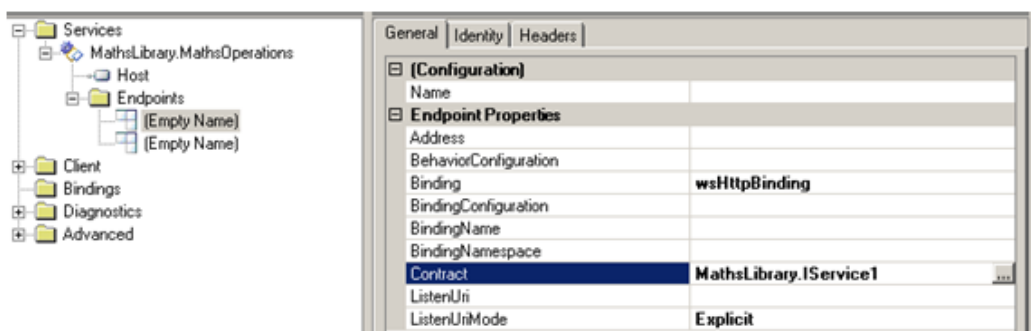 Services
MathsLibrary.MathsOperations
Host
Endpoints
(Empty Name)
(Empty Name)
Client
Bindings
Diagnostics
Advanced
General Identity Headers
(Configuration)
Name
Endpoint Properties
Address
BehaviorConfiguration
Binding wsHttpBinding
BindingConfiguration
BindingName
BindingNamespace
Contract MathsLibrary.IService1 ...
ListenUri
ListenUriMode Explicit